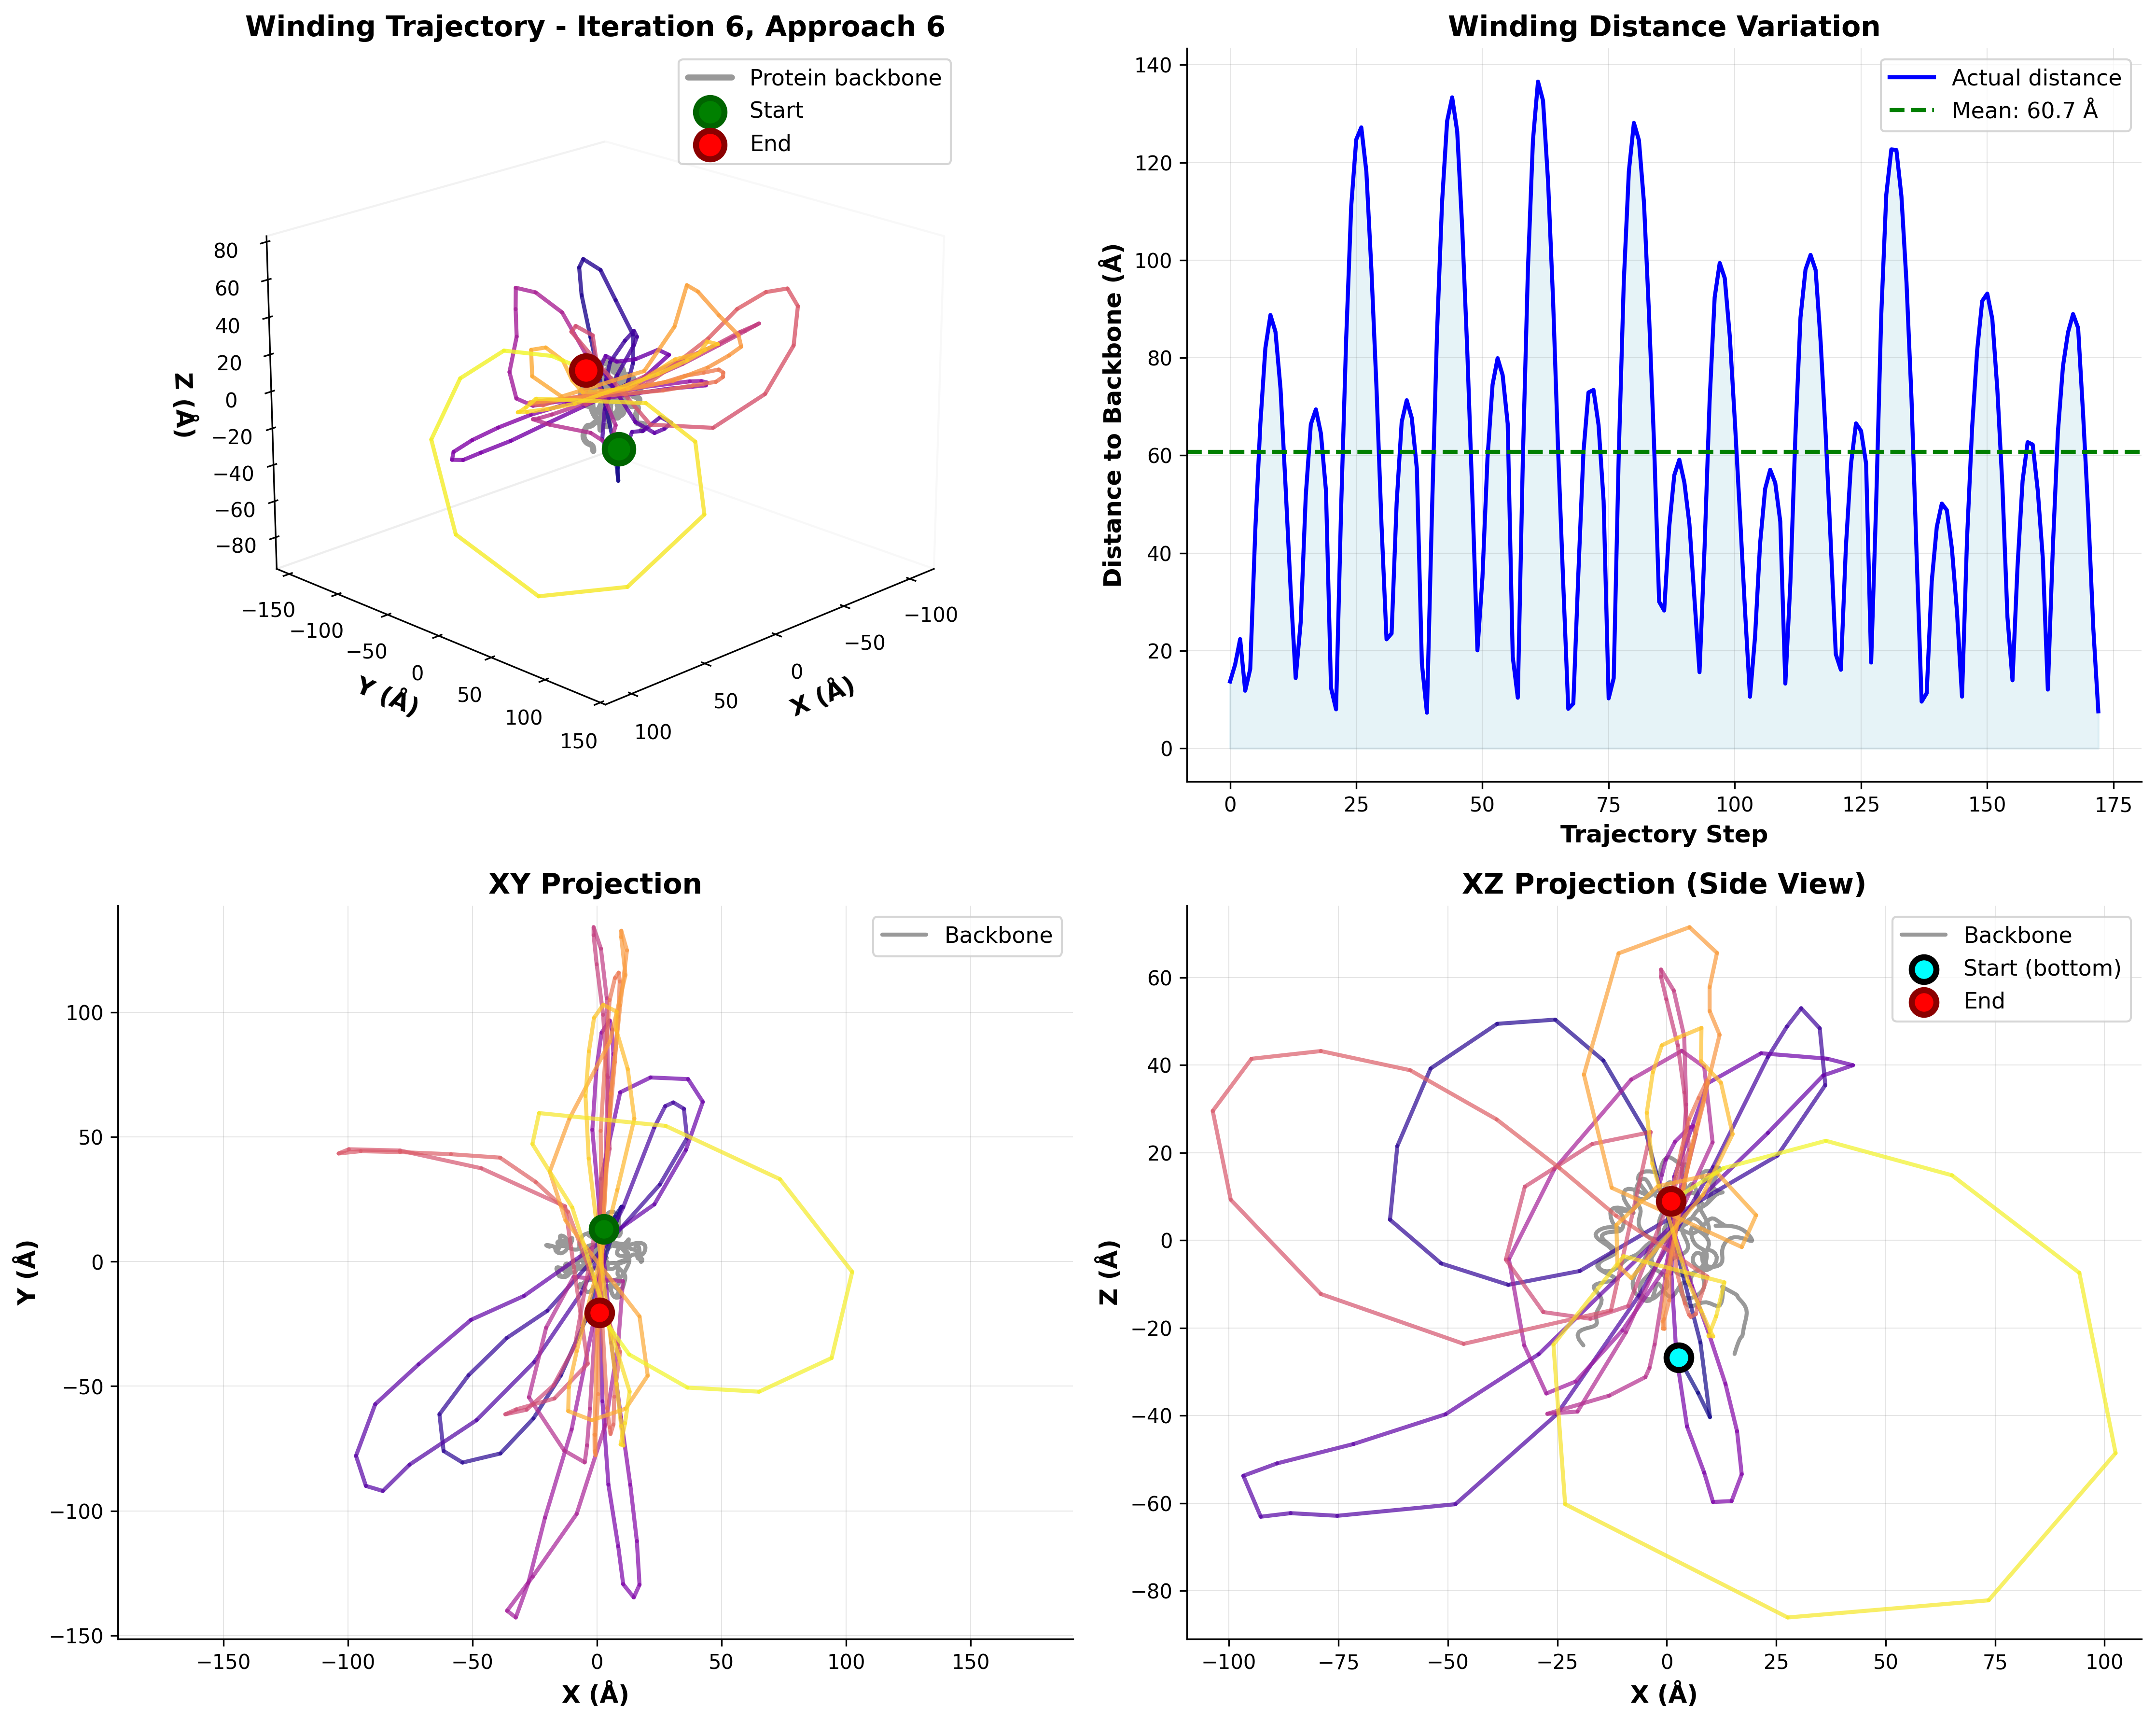 Winding Trajectory - Iteration 6, Approach 6
Protein backbone
Start
End
80
60
40
20
0
−20
−40
−60
−80
Z (Å)
−150
−100
−50
0
50
100
150
Y (Å)
100
50
0
−50
−100
X (Å)
Winding Distance Variation
Actual distance
Mean: 60.7 Å
140
120
100
80
60
40
20
0
Distance to Backbone (Å)
0 25 50 75 100 125 150 175
Trajectory Step
XY Projection
Backbone
100
50
0
−50
−100
−150
Y (Å)
−150 −100 −50 0 50 100 150
X (Å)
XZ Projection (Side View)
Backbone
Start (bottom)
End
60
40
20
0
−20
−40
−60
−80
Z (Å)
−100 −75 −50 −25 0 25 50 75 100
X (Å)